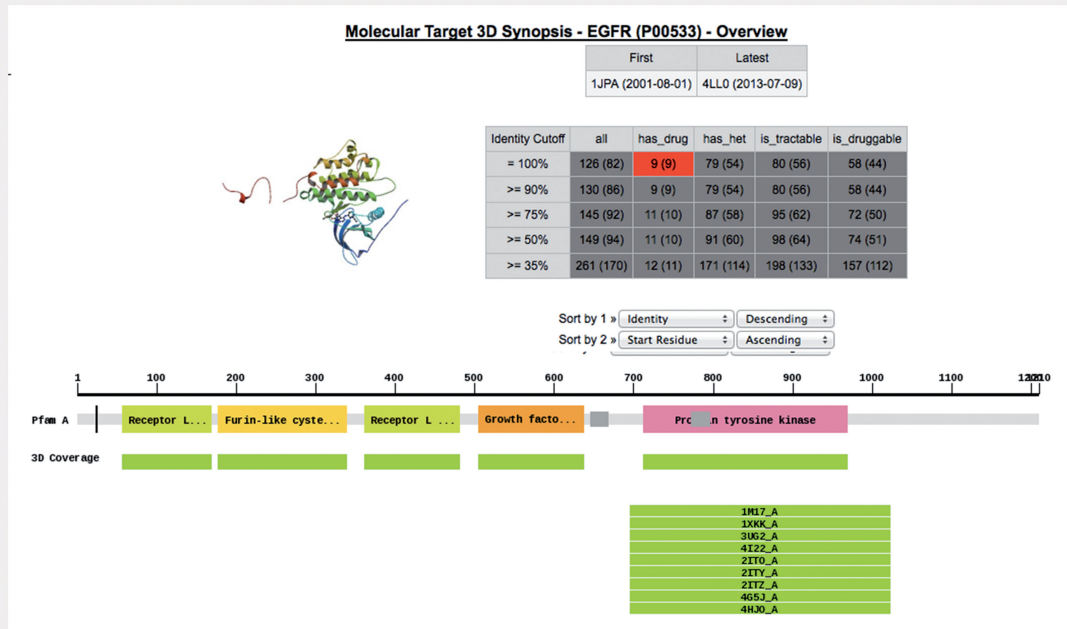 Molecular Target 3D Synopsis - EGFR (P00533) - Overview
First Latest
1JPA (2001-08-01) 4LL0 (2013-07-09)
Identity Cutoff all has_drug has_het is_tractable is_druggable
= 100% 126 (82) 9 (9) 79 (54) 80 (56) 58 (44)
>= 90% 130 (86) 9 (9) 79 (54) 80 (56) 58 (44)
>= 75% 145 (92) 11 (10) 87 (58) 95 (62) 72 (50)
>= 50% 149 (94) 11 (10) 91 (60) 98 (64) 74 (51)
>= 35% 261 (170) 12 (11) 171 (114) 198 (133) 157 (112)
Sort by 1 » Identity Descending
Sort by 2 » Start Residue Ascending
1 100 200 300 400 500 600 700 800 900 1000 1100 1210
Pfam A Receptor L... Furin-like cyste... Receptor L ... Growth facto... tyrosine kinase
3D Coverage
1M17_A
1XKK_A
3UG2_A
4I22_A
2ITO_A
2ITY_A
2ITZ_A
4G5J_A
4HJO_A